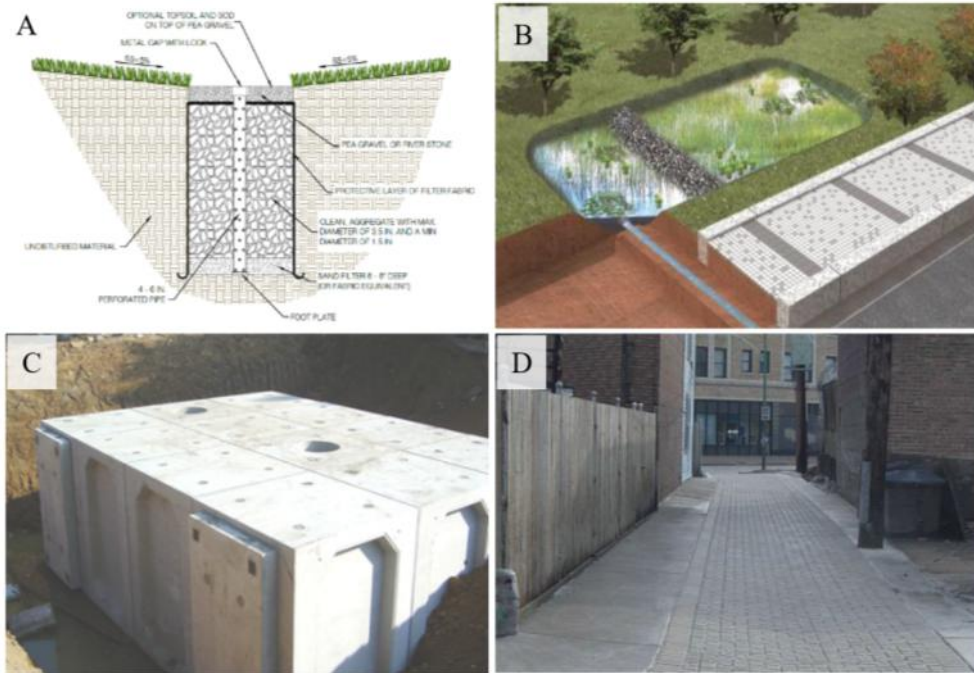 A
OPTIONAL TOPSOIL AND SOD
ON TOP OF PEA GRAVEL
METAL CAP WITH LOCK
PEA GRAVEL OR RIVER STONE
PROTECTIVE LAYER OF FILTER FABRIC
CLEAN, AGGREGATE WITH MAX.
DIAMETER OF 3.5 IN. AND A MIN
DIAMETER OF 1.5 IN.
UNDISTURBED MATERIAL
SAND FILTER 6 - 8" DEEP
(OR FABRIC EQUIVALENT)
4 - 6 IN
PERFORATED PIPE
FOOT PLATE
B
C
D